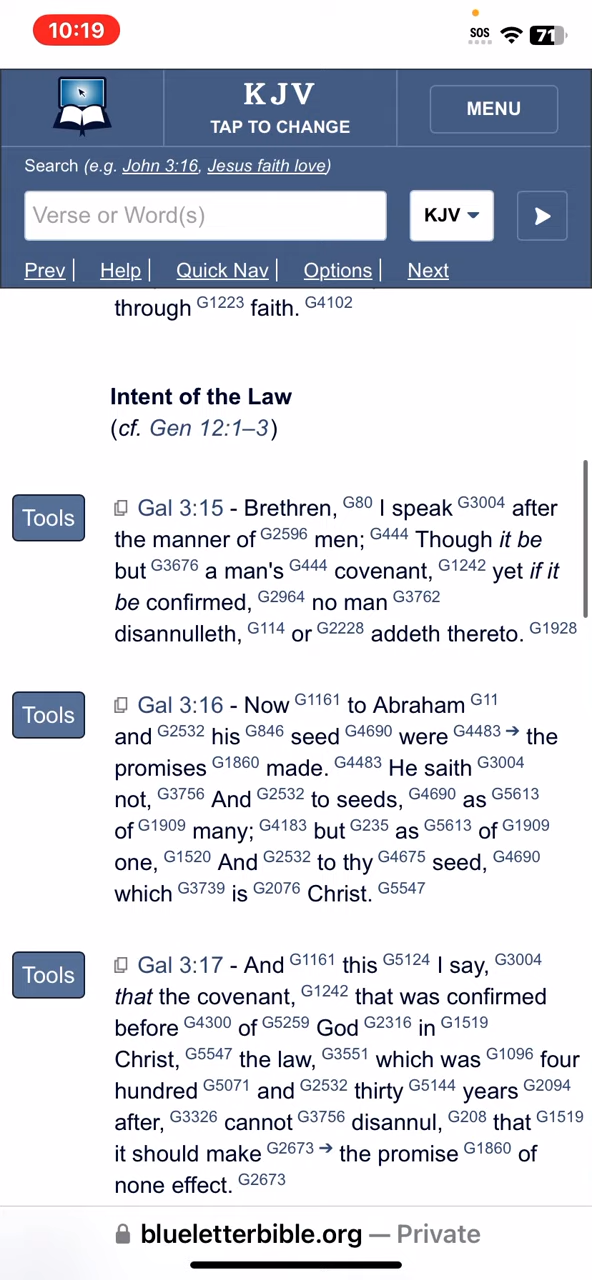 10:19
SOS
71
KJV
TAP TO CHANGE
MENU
Search (e.g. John 3:16, Jesus faith love)
Verse or Word(s)
KJV
Prev | Help | Quick Nav | Options | Next
through G1223 faith. G4102
Intent of the Law
(cf. Gen 12:1–3)
Tools
Gal 3:15 - Brethren, G80 I speak G3004 after
the manner of G2596 men; G444 Though it be
but G3676 a man's G444 covenant, G1242 yet if it
be confirmed, G2964 no man G3762
disannulleth, G114 or G2228 addeth thereto. G1928
Tools
Gal 3:16 - Now G1161 to Abraham G11
and G2532 his G846 seed G4690 were G4483 ➔ the
promises G1860 made. G4483 He saith G3004
not, G3756 And G2532 to seeds, G4690 as G5613
of G1909 many; G4183 but G235 as G5613 of G1909
one, G1520 And G2532 to thy G4675 seed, G4690
which G3739 is G2076 Christ. G5547
Tools
Gal 3:17 - And G1161 this G5124 I say, G3004
that the covenant, G1242 that was confirmed
before G4300 of G5259 God G2316 in G1519
Christ, G5547 the law, G3551 which was G1096 four
hundred G5071 and G2532 thirty G5144 years G2094
after, G3326 cannot G3756 disannul, G208 that G1519
it should make G2673 ➔ the promise G1860 of
none effect. G2673
blueletterbible.org — Private